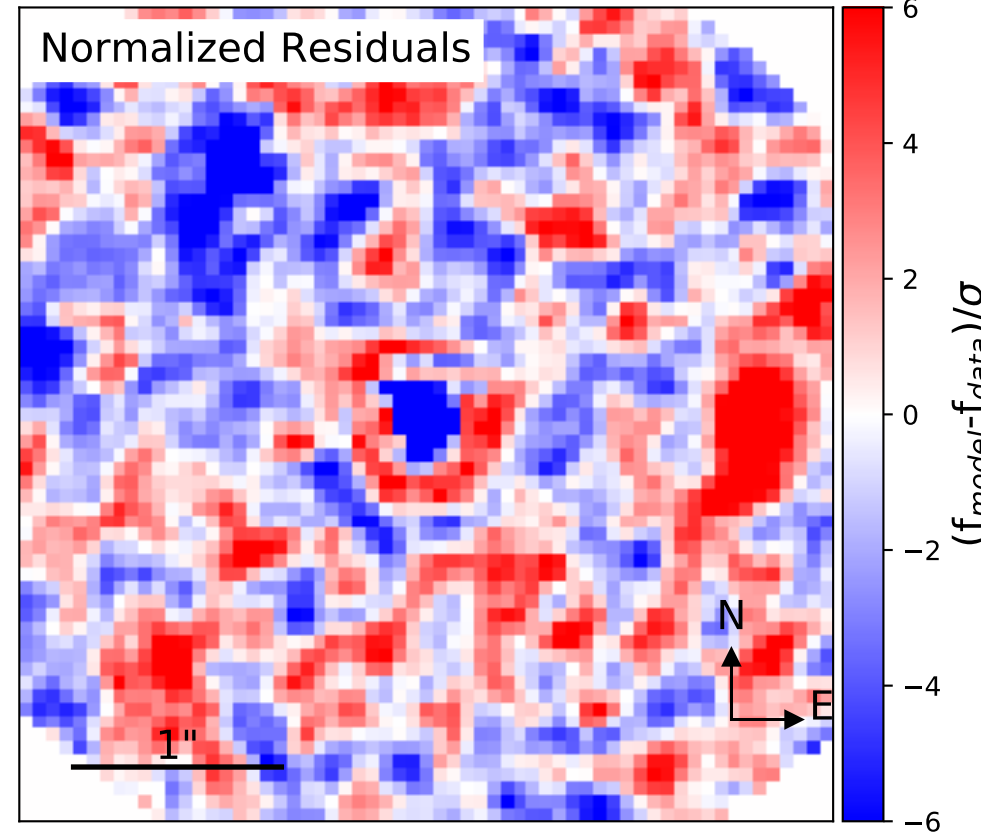 Normalized Residuals
6
4
2
0
−2
−4
−6
(f_model-f_data)/σ
N
E
1"